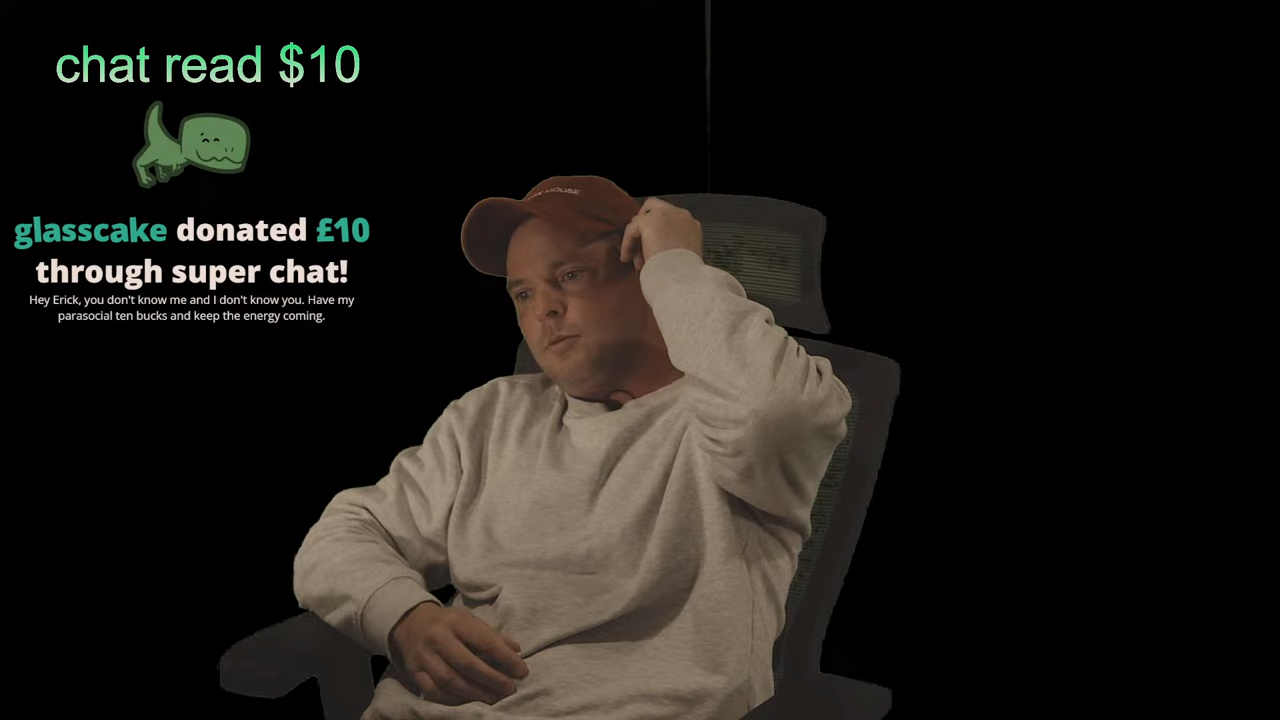 chat read $10
glasscake donated £10
through super chat!
Hey Erick, you don't know me and I don't know you. Have my
parasocial ten bucks and keep the energy coming.
HOUSE